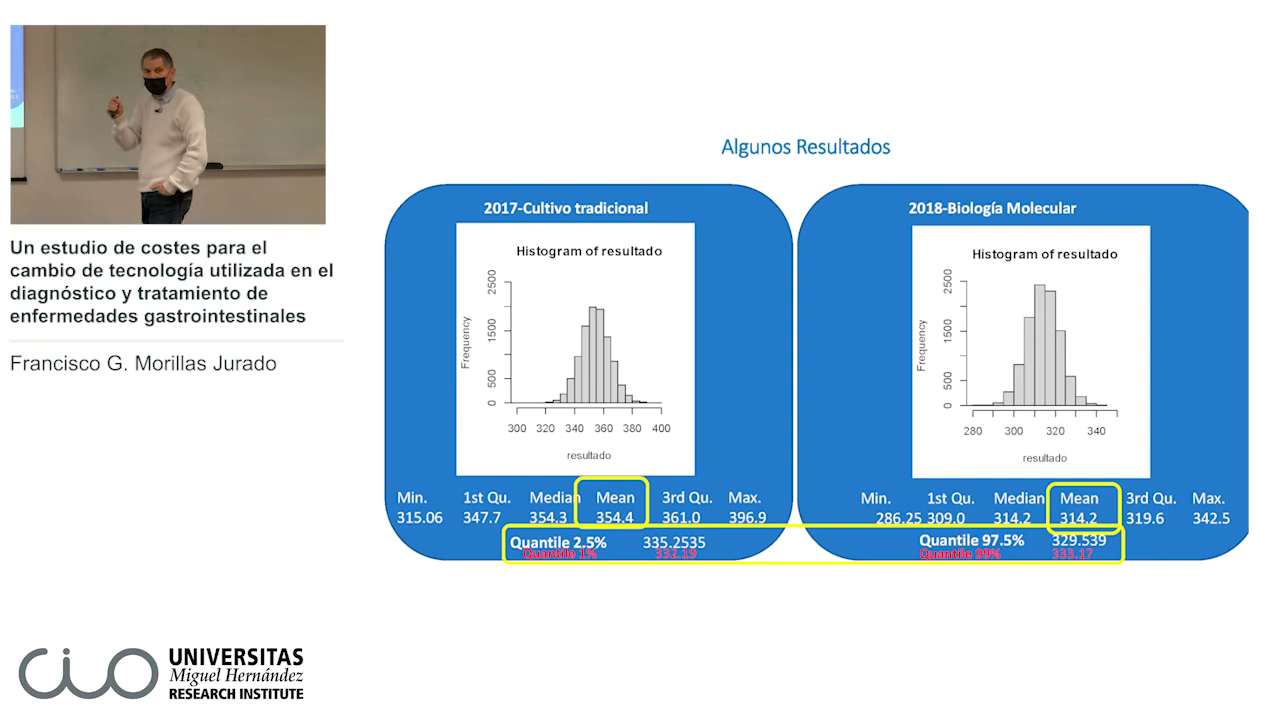 Un estudio de costes para el
cambio de tecnología utilizada en el
diagnóstico y tratamiento de
enfermedades gastrointestinales
Francisco G. Morillas Jurado
Algunos Resultados
2017-Cultivo tradicional
Histogram of resultado
Frequency
2500
1500
500
0
300 320 340 360 380 400
resultado
Min. 1st Qu. Median Mean 3rd Qu. Max.
315.06 347.7 354.3 354.4 361.0 396.9
Quantile 2.5% 335.2535
Quantile 1% 332.19
2018-Biología Molecular
Histogram of resultado
Frequency
2500
1500
500
0
280 300 320 340
resultado
Min. 1st Qu. Median Mean 3rd Qu. Max.
286.25 309.0 314.2 314.2 319.6 342.5
Quantile 97.5% 329.539
Quantile 99% 333.17
cio
UNIVERSITAS
Miguel Hernández
RESEARCH INSTITUTE